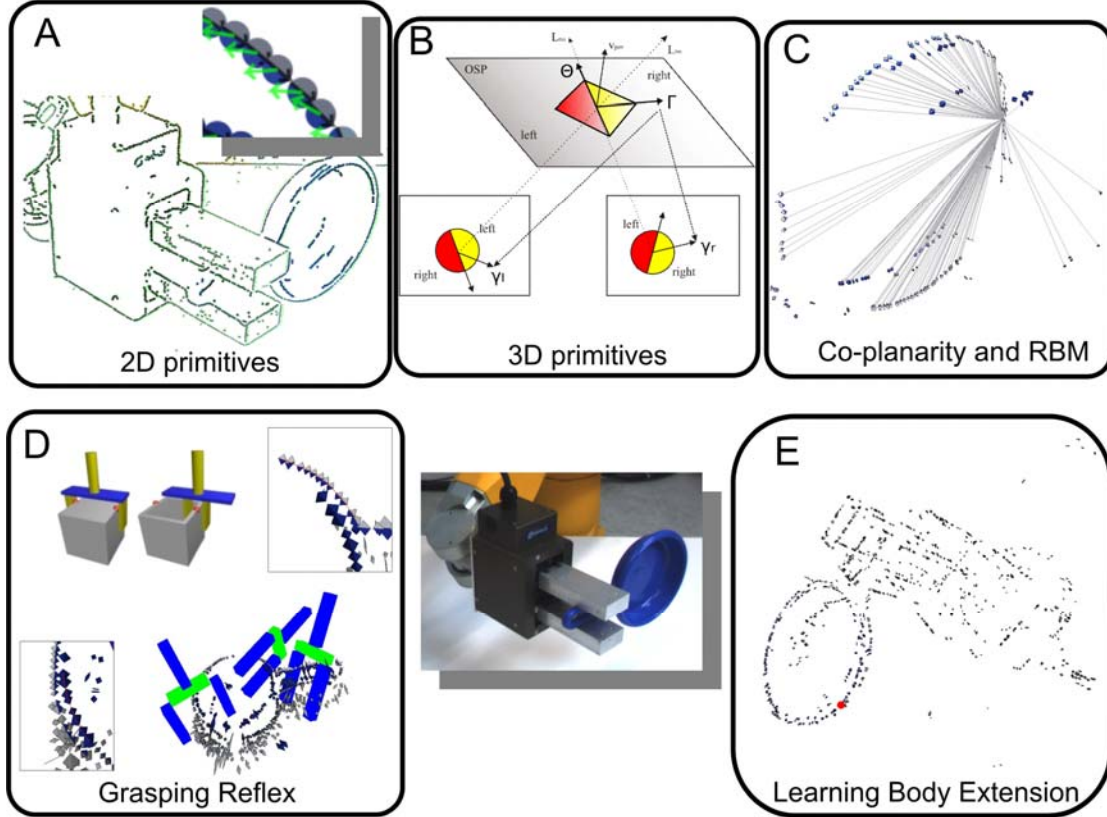 A
2D primitives
B
OSP
Θ
right
Γ
left
left
right
γl
left
right
γr
3D primitives
C
Co-planarity and RBM
D
Grasping Reflex
E
Learning Body Extension